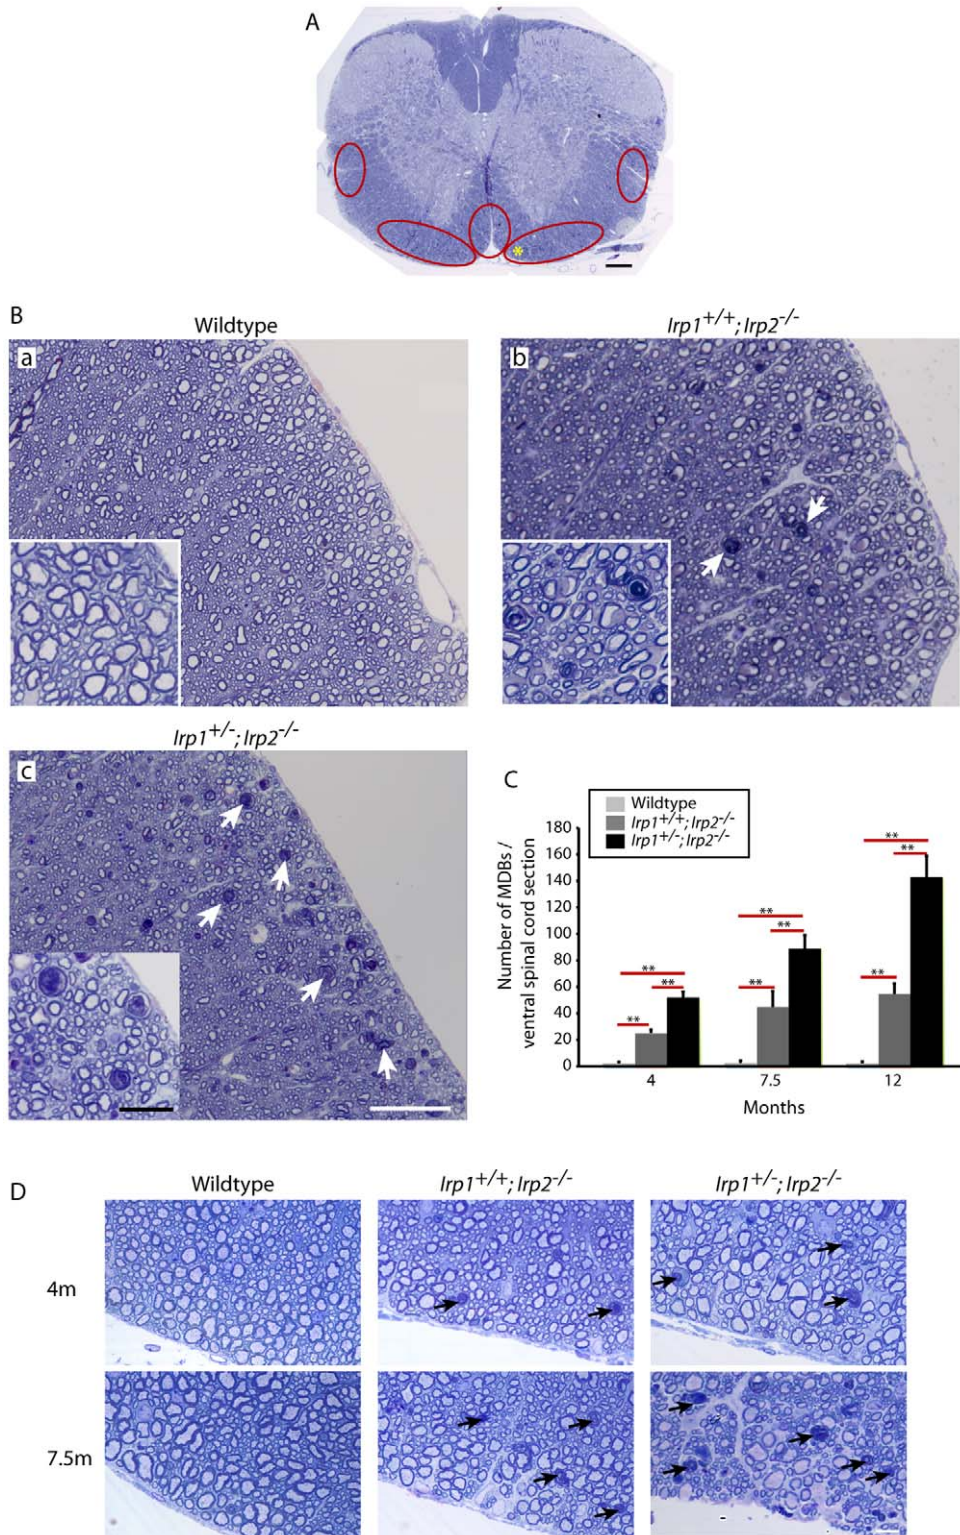 A
*
B
Wildtype
Irp1+/+; Irp2-/-
a
b
Irp1+/-; Irp2-/-
c
C
Wildtype
Irp1+/+; Irp2-/-
Irp1+/-; Irp2-/-
Number of MDBs /
ventral spinal cord section
180
160
140
120
100
80
60
40
20
0
**
**
**
**
**
**
**
**
**
4
7.5
12
Months
D
Wildtype
Irp1+/+; Irp2-/-
Irp1+/-; Irp2-/-
4m
7.5m